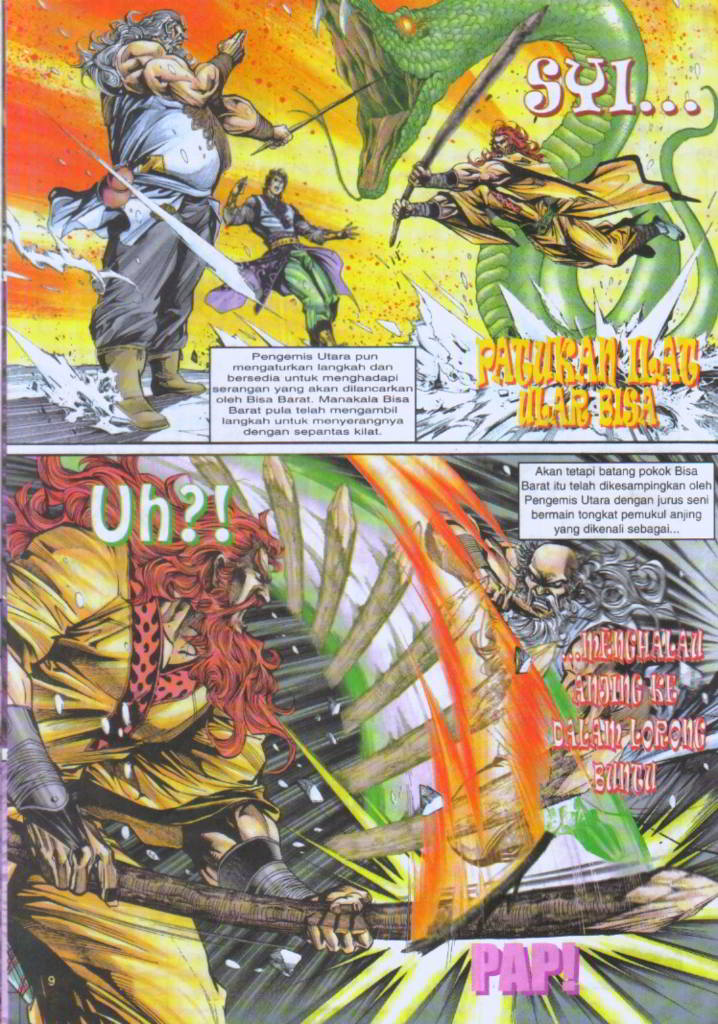 SYI...
Pengemis Utara pun
mengaturkan langkah dan
bersedia untuk menghadapi
serangan yang akan dilancarkan
oleh Bisa Barat. Manakala Bisa
Barat pula telah mengambil
langkah untuk menyerangnya
dengan sepantas kilat.
PATUKAN ILAT
ULAR BISA
Uh?!
Akan tetapi batang pokok Bisa
Barat itu telah dikesampingkan oleh
Pengemis Utara dengan jurus seni
bermain tongkat pemukul anjing
yang dikenali sebagai...
...MENGHALAU
ANJING KE
DALAM LORONG
BUNTU
PAP!
9